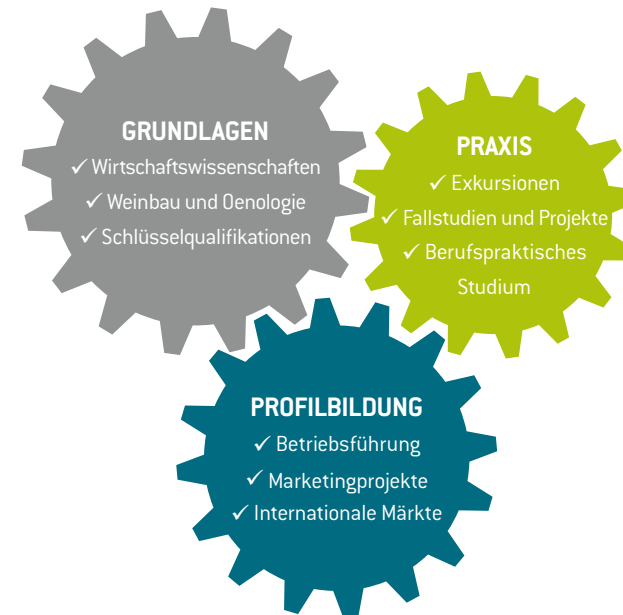 GRUNDLAGEN
✓ Wirtschaftswissenschaften
✓ Weinbau und Oenologie
✓ Schlüsselqualifikationen
PRAXIS
✓ Exkursionen
✓ Fallstudien und Projekte
✓ Berufspraktisches
Studium
PROFILBILDUNG
✓ Betriebsführung
✓ Marketingprojekte
✓ Internationale Märkte